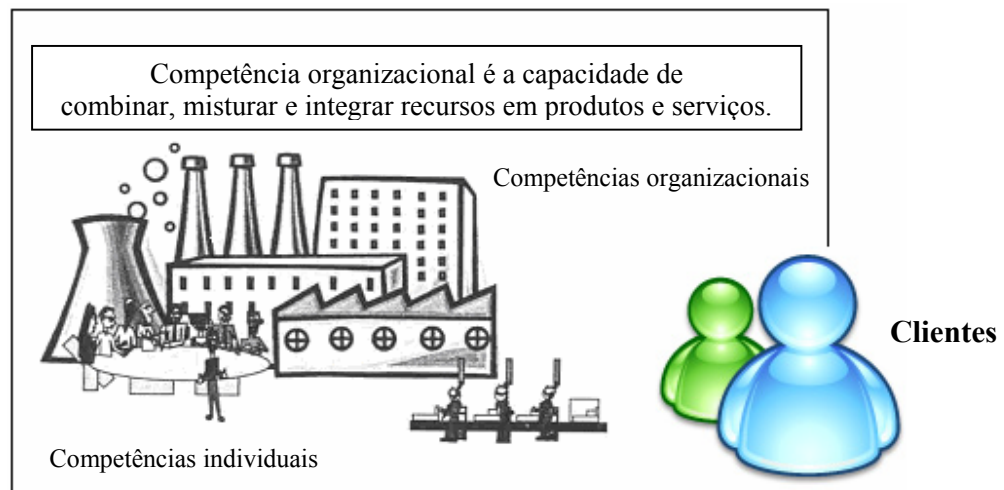 Competência organizacional é a capacidade de
combinar, misturar e integrar recursos em produtos e serviços.
Competências organizacionais
Clientes
Competências individuais